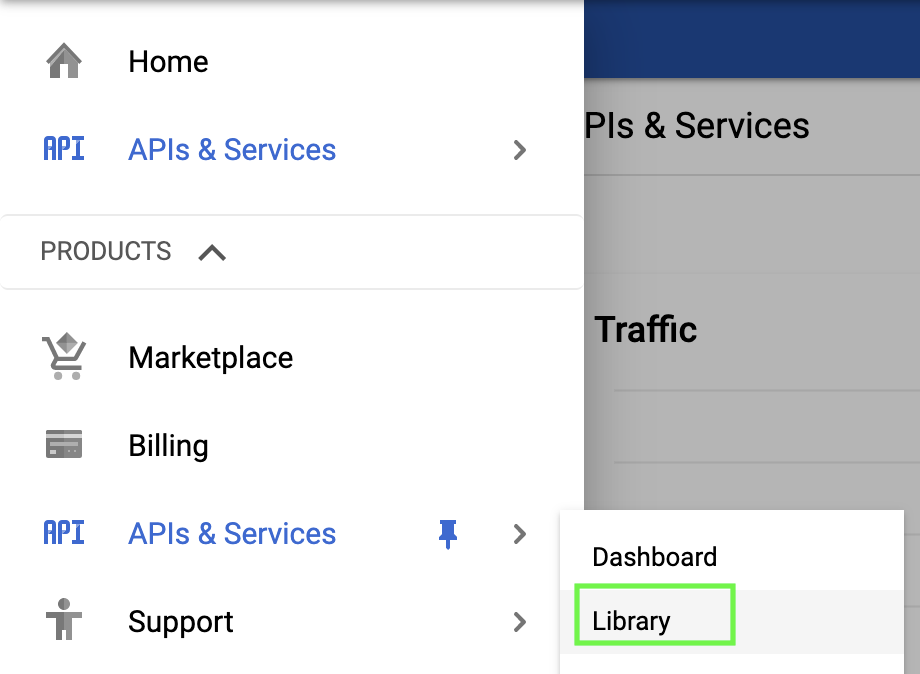 Home
API APIs & Services
PIs & Services
PRODUCTS
Traffic
Marketplace
Billing
API APIs & Services
Dashboard
Library
Support